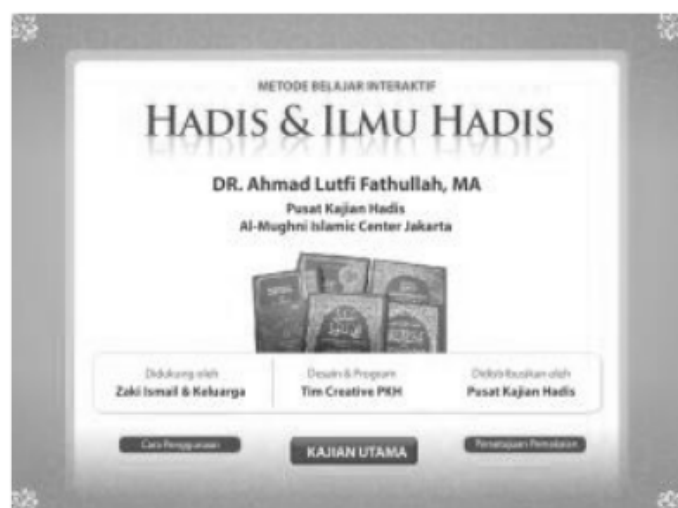 METODE BELAJAR INTERAKTIF
HADIS & ILMU HADIS
DR. Ahmad Lutfi Fathullah, MA
Pusat Kajian Hadis
Al-Mughni Islamic Center Jakarta
Didukung oleh
Zaki Ismail & Keluarga
Desain & Program
Tim Creative PKH
Didistribusikan oleh
Pusat Kajian Hadis
Cara Penggunaan
KAJIAN UTAMA
Persetujuan Pemakaian